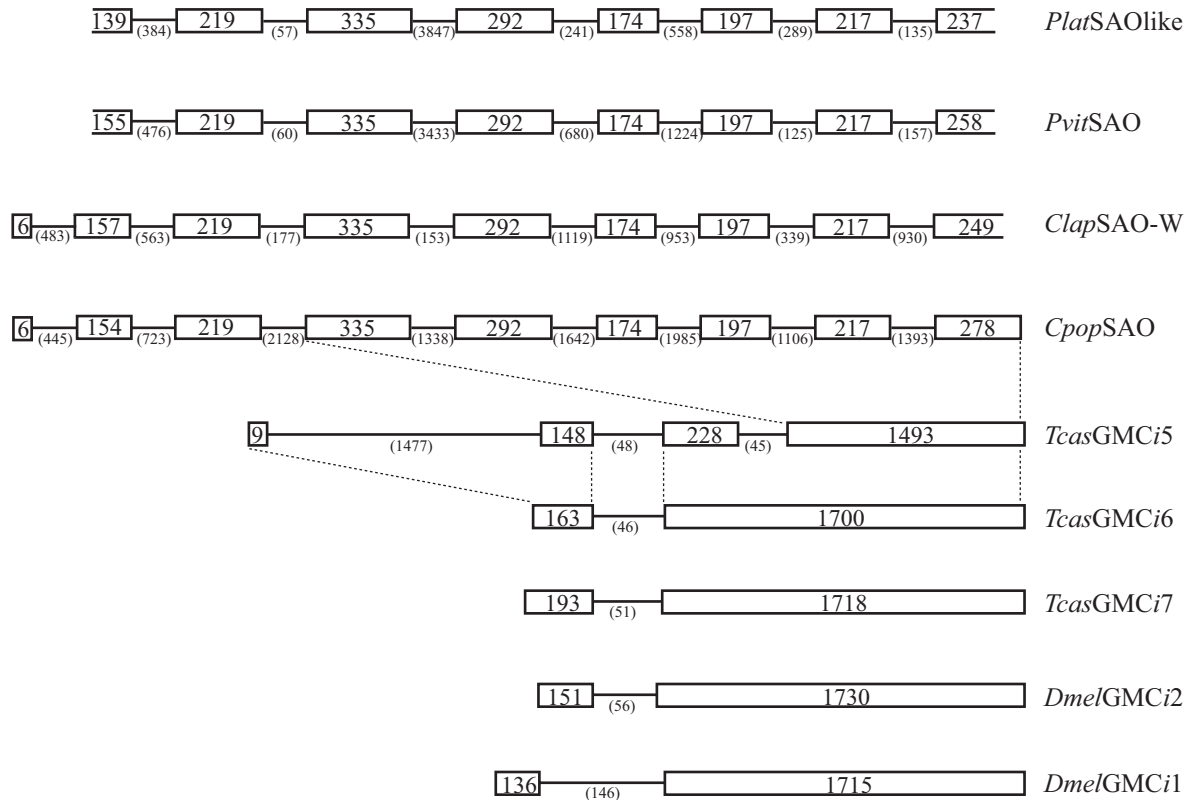 139 (384) 219 (57) 335 (3847) 292 (241) 174 (558) 197 (289) 217 (135) 237 PlatSAOlike
155 (476) 219 (60) 335 (3433) 292 (680) 174 (1224) 197 (125) 217 (157) 258 PvitSAO
6 (483) 157 (563) 219 (177) 335 (153) 292 (1119) 174 (953) 197 (339) 217 (930) 249 ClapSAO-W
6 (445) 154 (723) 219 (2128) 335 (1338) 292 (1642) 174 (1985) 197 (1106) 217 (1393) 278 CpopSAO
9 (1477) 148 (48) 228 (45) 1493 TcasGMCi5
163 (46) 1700 TcasGMCi6
193 (51) 1718 TcasGMCi7
151 (56) 1730 DmelGMCi2
136 (146) 1715 DmelGMCi1